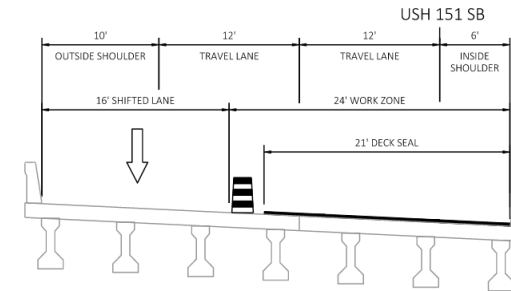 USH 151 SB
10' 12' 12' 6'
OUTSIDE SHOULDER TRAVEL LANE TRAVEL LANE INSIDE
SHOULDER
16' SHIFTED LANE 24' WORK ZONE
21' DECK SEAL